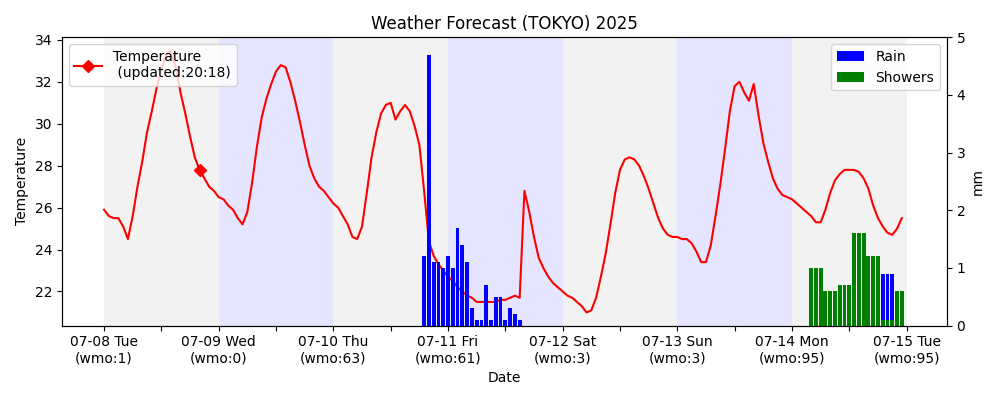 Weather Forecast (TOKYO) 2025
Temperature
(updated:20:18)
Rain
Showers
34
32
30
28
26
24
22
Temperature
5
4
3
2
1
0
mm
07-08 Tue
(wmo:1)
07-09 Wed
(wmo:0)
07-10 Thu
(wmo:63)
07-11 Fri
(wmo:61)
07-12 Sat
(wmo:3)
07-13 Sun
(wmo:3)
07-14 Mon
(wmo:95)
07-15 Tue
(wmo:95)
Date